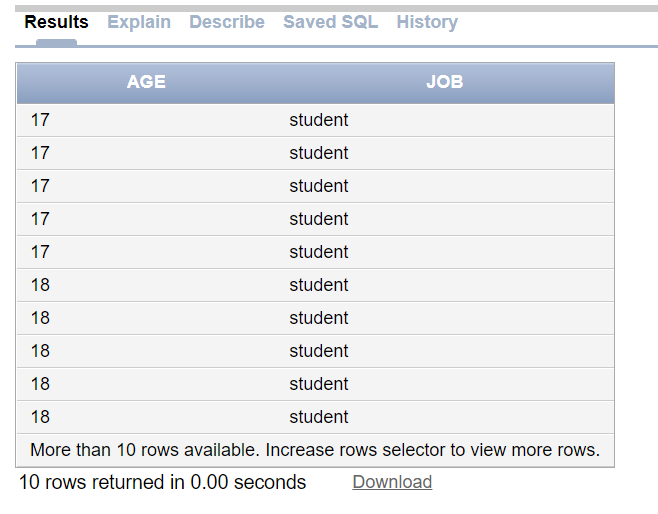 Results Explain Describe Saved SQL History
AGE JOB
17 student
17 student
17 student
17 student
17 student
18 student
18 student
18 student
18 student
18 student
More than 10 rows available. Increase rows selector to view more rows.
10 rows returned in 0.00 seconds Download